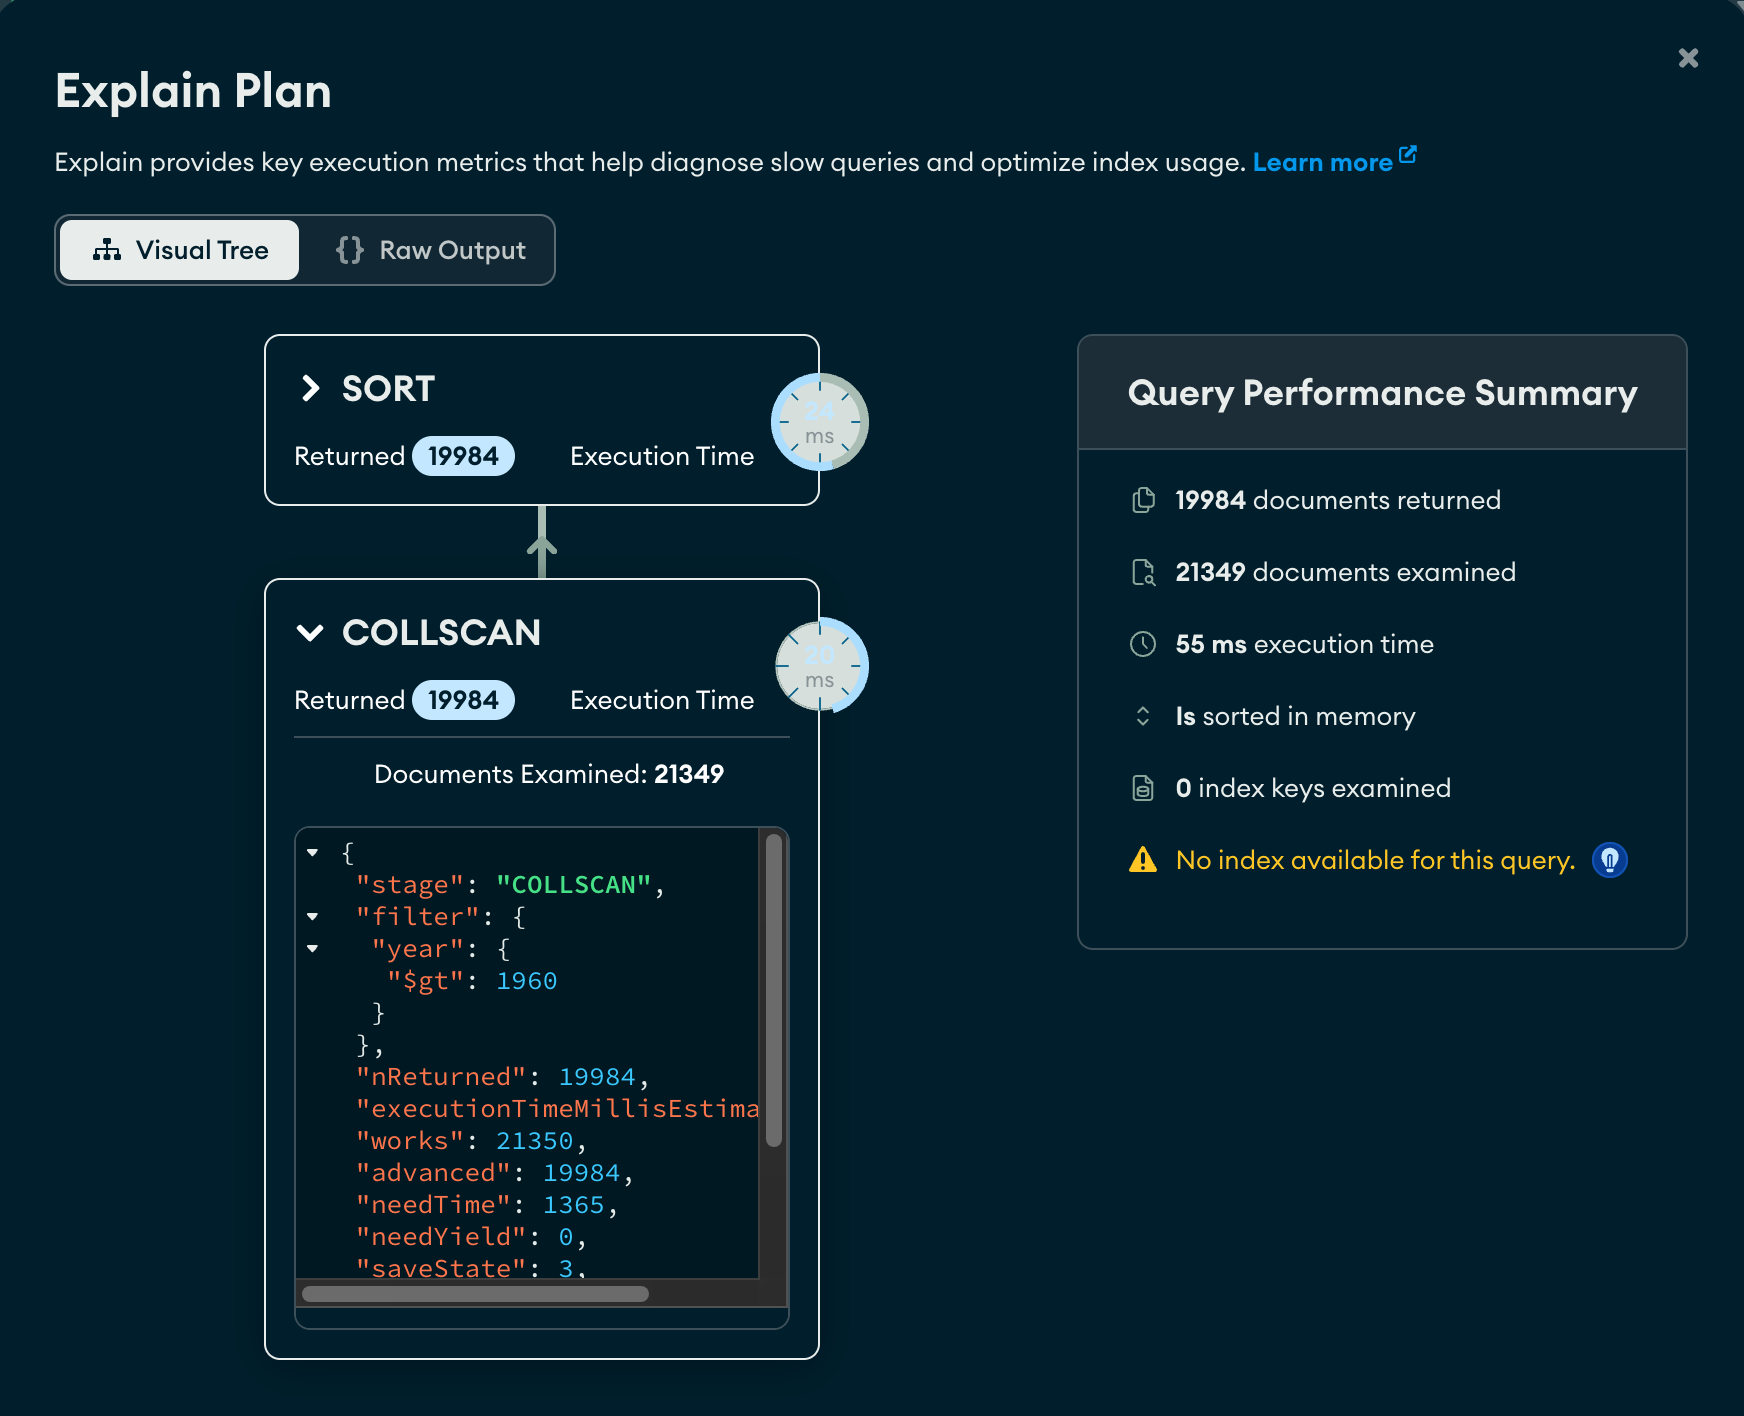 Explain Plan
Explain provides key execution metrics that help diagnose slow queries and optimize index usage. Learn more
Visual Tree
{} Raw Output
SORT
Returned 19984 Execution Time
24
ms
COLLSCAN
Returned 19984 Execution Time
20
ms
Documents Examined: 21349
{
"stage": "COLLSCAN",
"filter": {
"year": {
"$gt": 1960
}
},
"nReturned": 19984,
"executionTimeMillisEstima
"works": 21350,
"advanced": 19984,
"needTime": 1365,
"needYield": 0,
"saveState": 3,
Query Performance Summary
19984 documents returned
21349 documents examined
55 ms execution time
Is sorted in memory
0 index keys examined
No index available for this query.